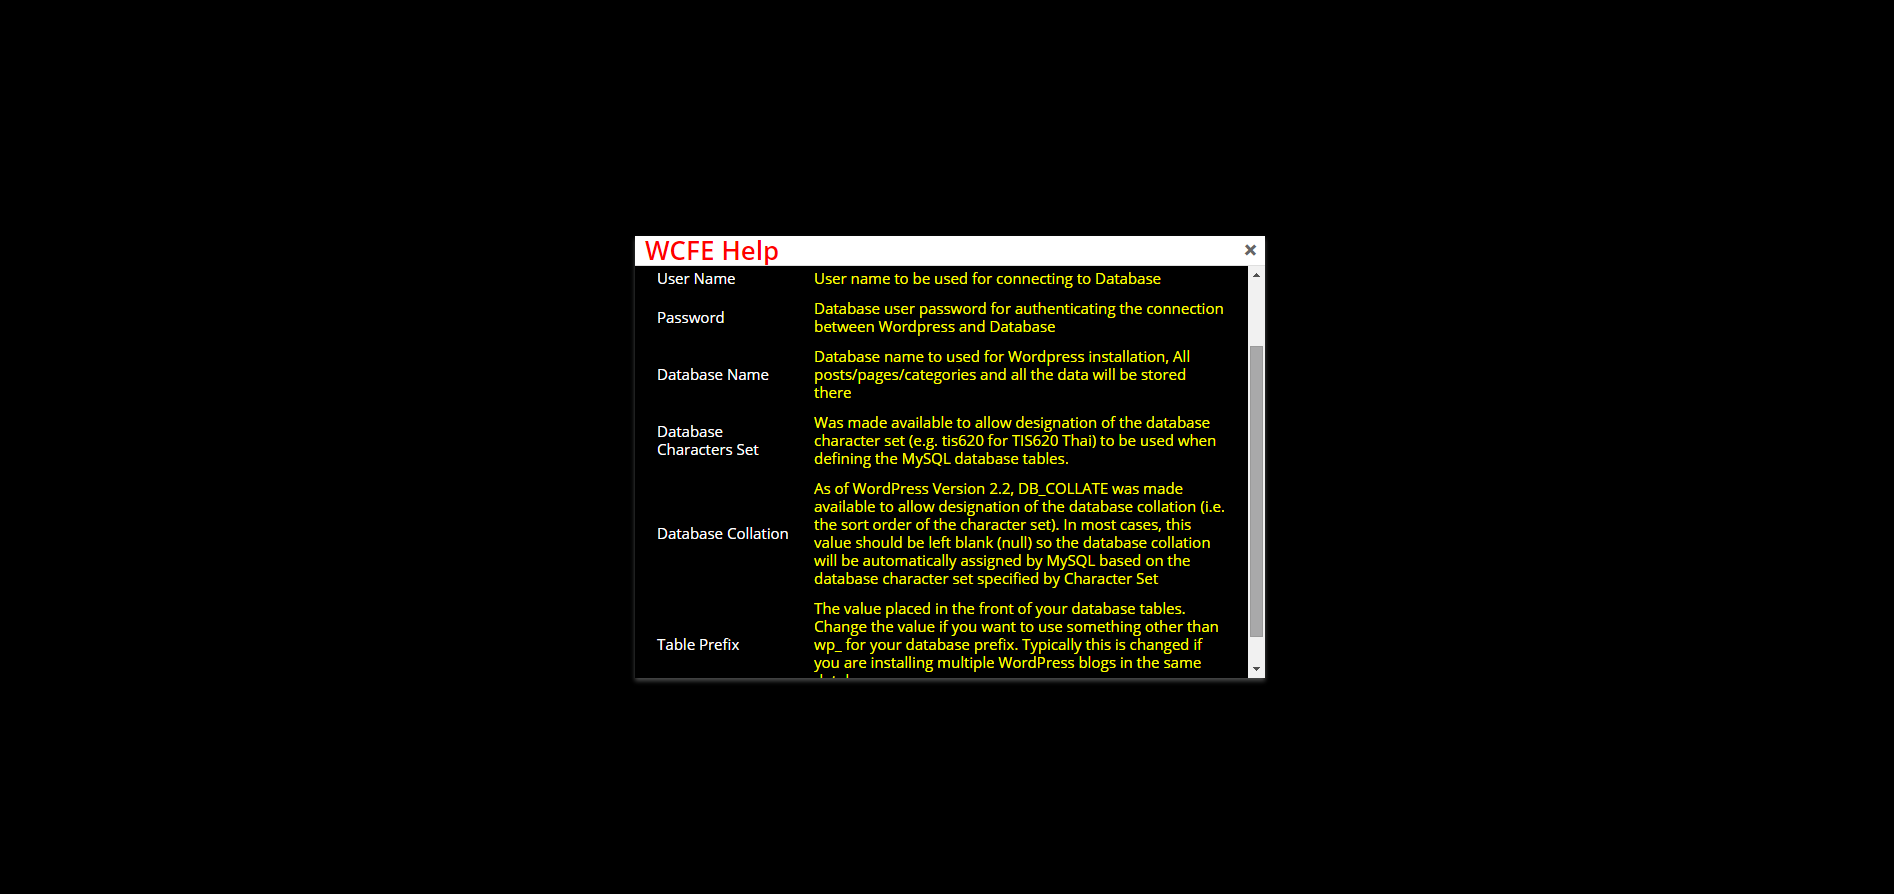 WCFE Help
User Name
User name to be used for connecting to Database
Password
Database user password for authenticating the connection
between Wordpress and Database
Database Name
Database name to used for Wordpress installation, All
posts/pages/categories and all the data will be stored
there
Database
Characters Set
Was made available to allow designation of the database
character set (e.g. tis620 for TIS620 Thai) to be used when
defining the MySQL database tables.
Database Collation
As of WordPress Version 2.2, DB_COLLATE was made
available to allow designation of the database collation (i.e.
the sort order of the character set). In most cases, this
value should be left blank (null) so the database collation
will be automatically assigned by MySQL based on the
database character set specified by Character Set
Table Prefix
The value placed in the front of your database tables.
Change the value if you want to use something other than
wp_ for your database prefix. Typically this is changed if
you are installing multiple WordPress blogs in the same